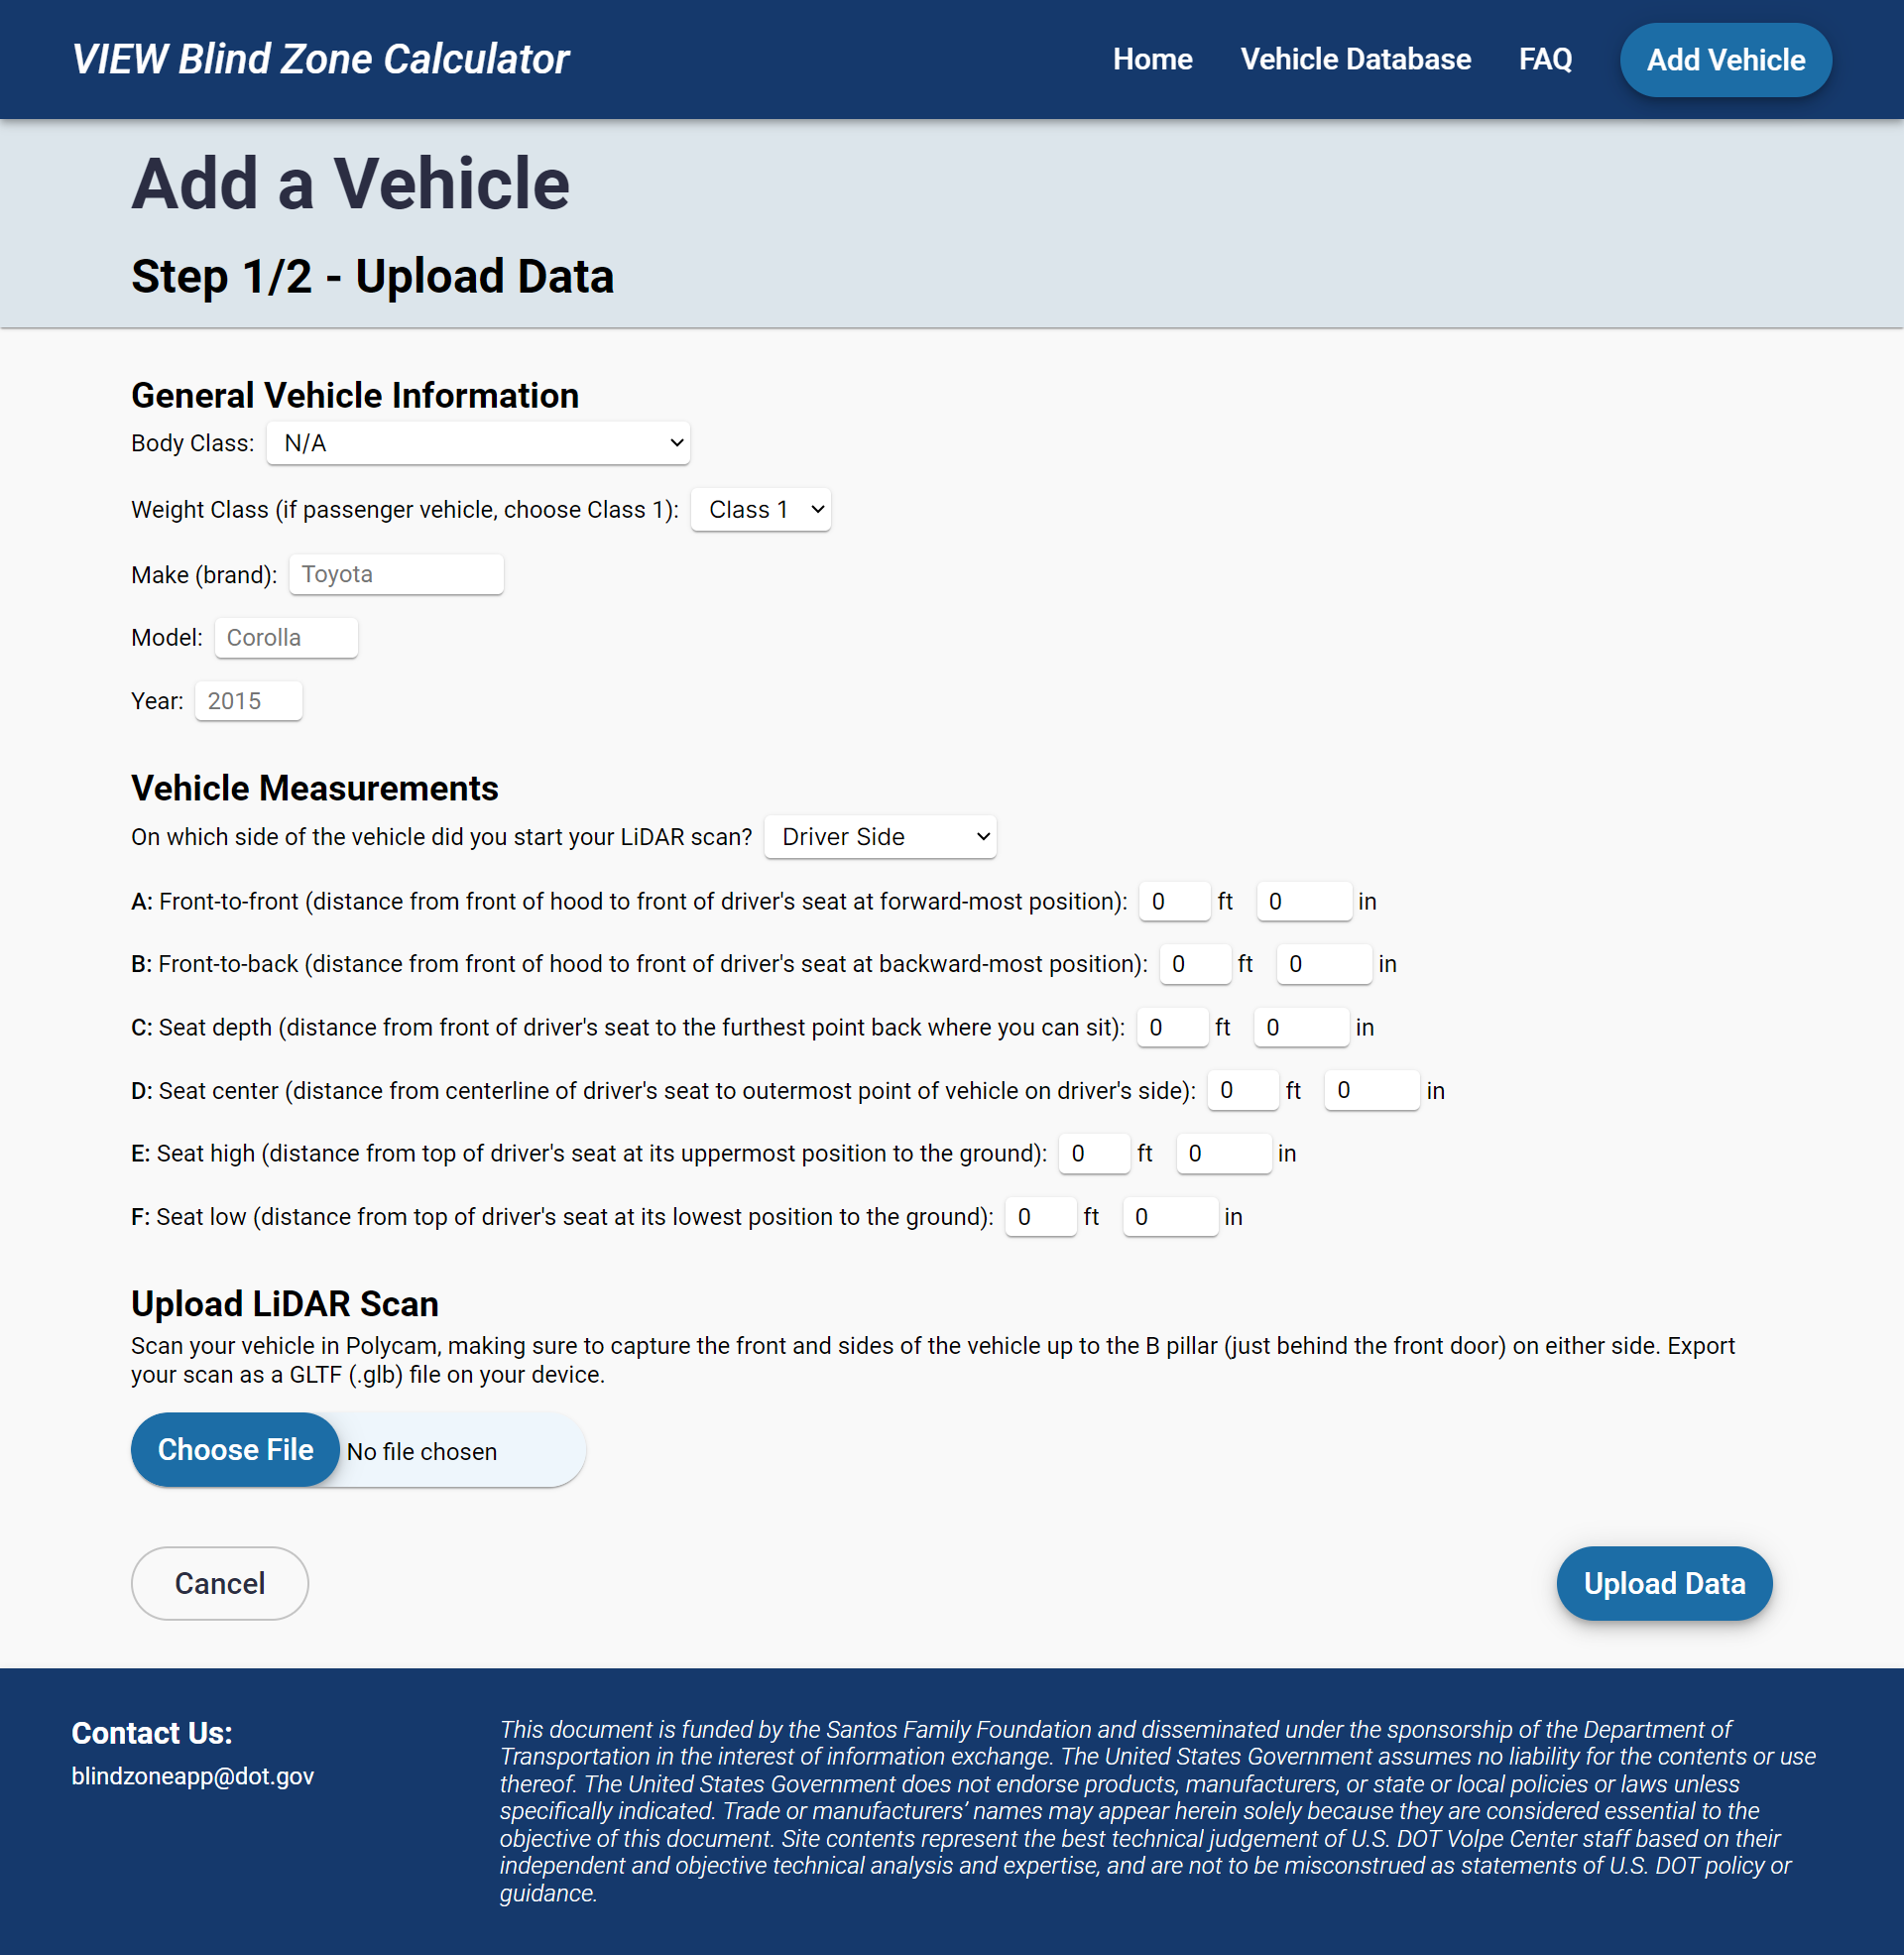 VIEW Blind Zone Calculator
Home Vehicle Database FAQ Add Vehicle
Add a Vehicle
Step 1/2 - Upload Data
General Vehicle Information
Body Class: N/A
Weight Class (if passenger vehicle, choose Class 1): Class 1
Make (brand): Toyota
Model: Corolla
Year: 2015
Vehicle Measurements
On which side of the vehicle did you start your LiDAR scan? Driver Side
A: Front-to-front (distance from front of hood to front of driver's seat at forward-most position): 0 ft 0 in
B: Front-to-back (distance from front of hood to front of driver's seat at backward-most position): 0 ft 0 in
C: Seat depth (distance from front of driver's seat to the furthest point back where you can sit): 0 ft 0 in
D: Seat center (distance from centerline of driver's seat to outermost point of vehicle on driver's side): 0 ft 0 in
E: Seat high (distance from top of driver's seat at its uppermost position to the ground): 0 ft 0 in
F: Seat low (distance from top of driver's seat at its lowest position to the ground): 0 ft 0 in
Upload LiDAR Scan
Scan your vehicle in Polycam, making sure to capture the front and sides of the vehicle up to the B pillar (just behind the front door) on either side. Export
your scan as a GLTF (.glb) file on your device.
Choose File No file chosen
Cancel Upload Data
Contact Us:
blindzoneapp@dot.gov
This document is funded by the Santos Family Foundation and disseminated under the sponsorship of the Department of
Transportation in the interest of information exchange. The United States Government assumes no liability for the contents or use
thereof. The United States Government does not endorse products, manufacturers, or state or local policies or laws unless
specifically indicated. Trade or manufacturers’ names may appear herein solely because they are considered essential to the
objective of this document. Site contents represent the best technical judgement of U.S. DOT Volpe Center staff based on their
independent and objective technical analysis and expertise, and are not to be misconstrued as statements of U.S. DOT policy or
guidance.